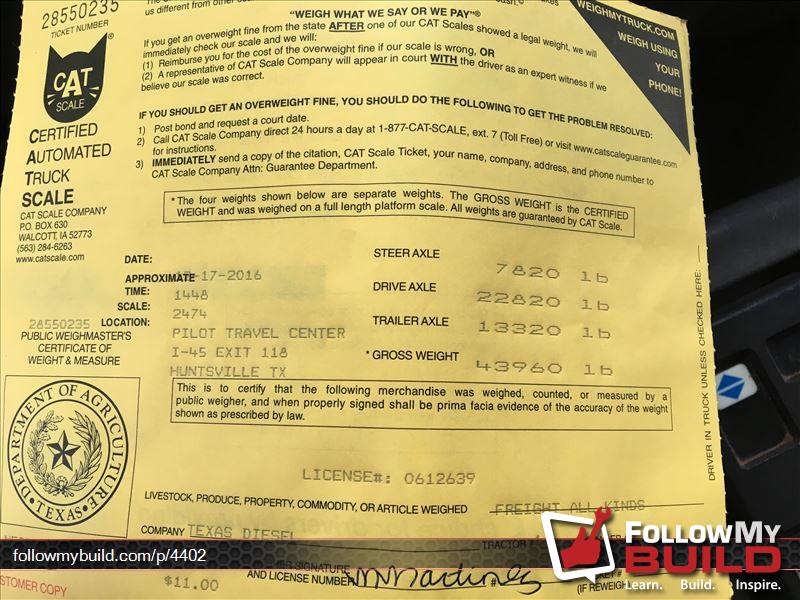 28550235
TICKET NUMBER
us different from other
"WEIGH WHAT WE SAY OR WE PAY"®
If you get an overweight fine from the state AFTER one of our CAT Scales showed a legal weight, we will
immediately check our scale and we will:
(1) Reimburse you for the cost of the overweight fine if our scale is wrong, OR
(2) A representative of CAT Scale Company will appear in court WITH the driver as an expert witness if we
believe our scale was correct.
IF YOU SHOULD GET AN OVERWEIGHT FINE, YOU SHOULD DO THE FOLLOWING TO GET THE PROBLEM RESOLVED:
1) Post bond and request a court date.
2) Call CAT Scale Company direct 24 hours a day at 1-877-CAT-SCALE, ext. 7 (Toll Free) or visit www.catscaleguarantee.com
for instructions.
3) IMMEDIATELY send a copy of the citation, CAT Scale Ticket, your name, company, address, and phone number to
CAT Scale Company Attn: Guarantee Department.
WEIGHMYTRUCK.COM
WEIGH USING
YOUR
PHONE!
CAT
SCALE
®
CERTIFIED
AUTOMATED
TRUCK
SCALE
CAT SCALE COMPANY
P.O. BOX 630
WALCOTT, IA 52773
(563) 284-6263
www.catscale.com
* The four weights shown below are separate weights. The GROSS WEIGHT is the CERTIFIED
WEIGHT and was weighed on a full length platform scale. All weights are guaranteed by CAT Scale.
DATE:
-17-2016
APPROXIMATE
TIME:
1448
SCALE:
2474
LOCATION:
PILOT TRAVEL CENTER
I-45 EXIT 118
HUNTSVILLE TX
STEER AXLE 7820 lb
DRIVE AXLE 22820 lb
TRAILER AXLE 13320 lb
* GROSS WEIGHT 43960 lb
28550235
PUBLIC WEIGHMASTER'S
CERTIFICATE OF
WEIGHT & MEASURE
DEPARTMENT OF AGRICULTURE
TEXAS
This is to certify that the following merchandise was weighed, counted, or measured by a
public weigher, and when properly signed shall be prima facia evidence of the accuracy of the weight
shown as prescribed by law.
DRIVER IN TRUCK UNLESS CHECKED HERE:
LICENSE#: 0612639
LIVESTOCK, PRODUCE, PROPERTY, COMMODITY, OR ARTICLE WEIGHED FREIGHT ALL KINDS
COMPANY TEXAS DIESEL
TRACTOR
followmybuild.com/p/4402
STOMER COPY
$11.00
SIGNATURE
AND LICENSE NUMBER
#
(IF REWEIGH
FOLLOWMY
BUILD
Learn. Build. Inspire.